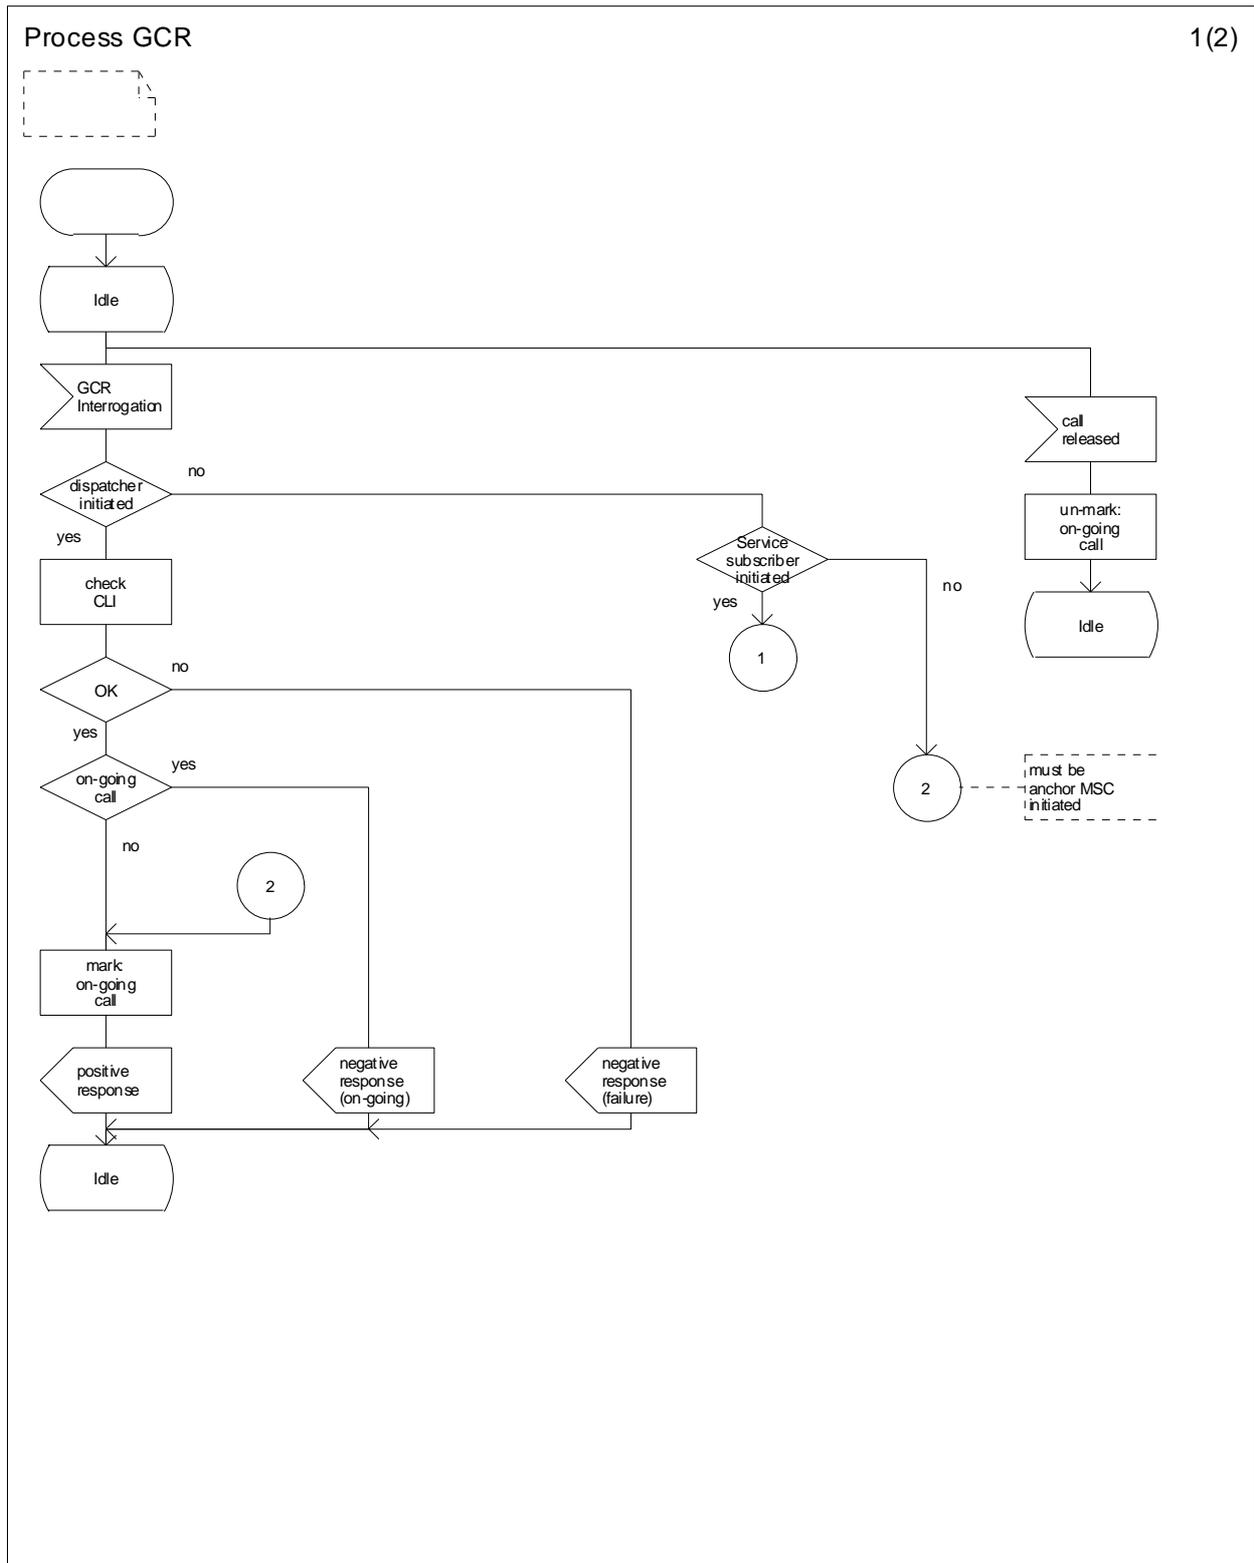 Process GCR
1(2)
Idle
GCR
Interrogation
call
released
no
dispatcher
initiated
yes
un-mark:
on-going
call
Service
subscriber
initiated
no
yes
check
CLI
Idle
1
no
OK
yes
yes
on-going
call
no
2
must be
anchor MSC
initiated
2
mark:
on-going
call
positive
response
negative
response
(on-going)
negative
response
(failure)
Idle